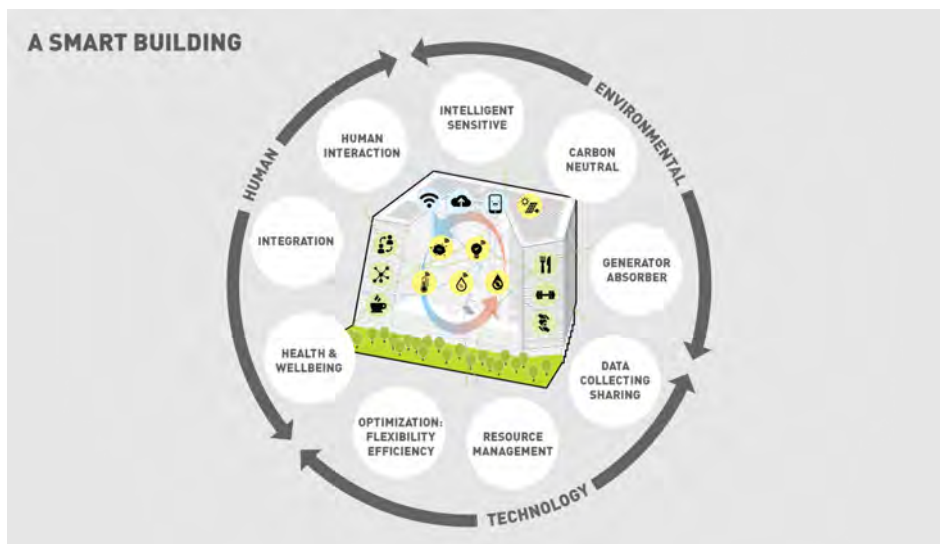 A SMART BUILDING
INTELLIGENT
SENSITIVE
ENVIRONMENTAL
HUMAN
INTERACTION
CARBON
NEUTRAL
HUMAN
INTEGRATION
GENERATOR
ABSORBER
HEALTH &
WELLBEING
DATA
COLLECTING
SHARING
OPTIMIZATION:
FLEXIBILITY
EFFICIENCY
RESOURCE
MANAGEMENT
TECHNOLOGY